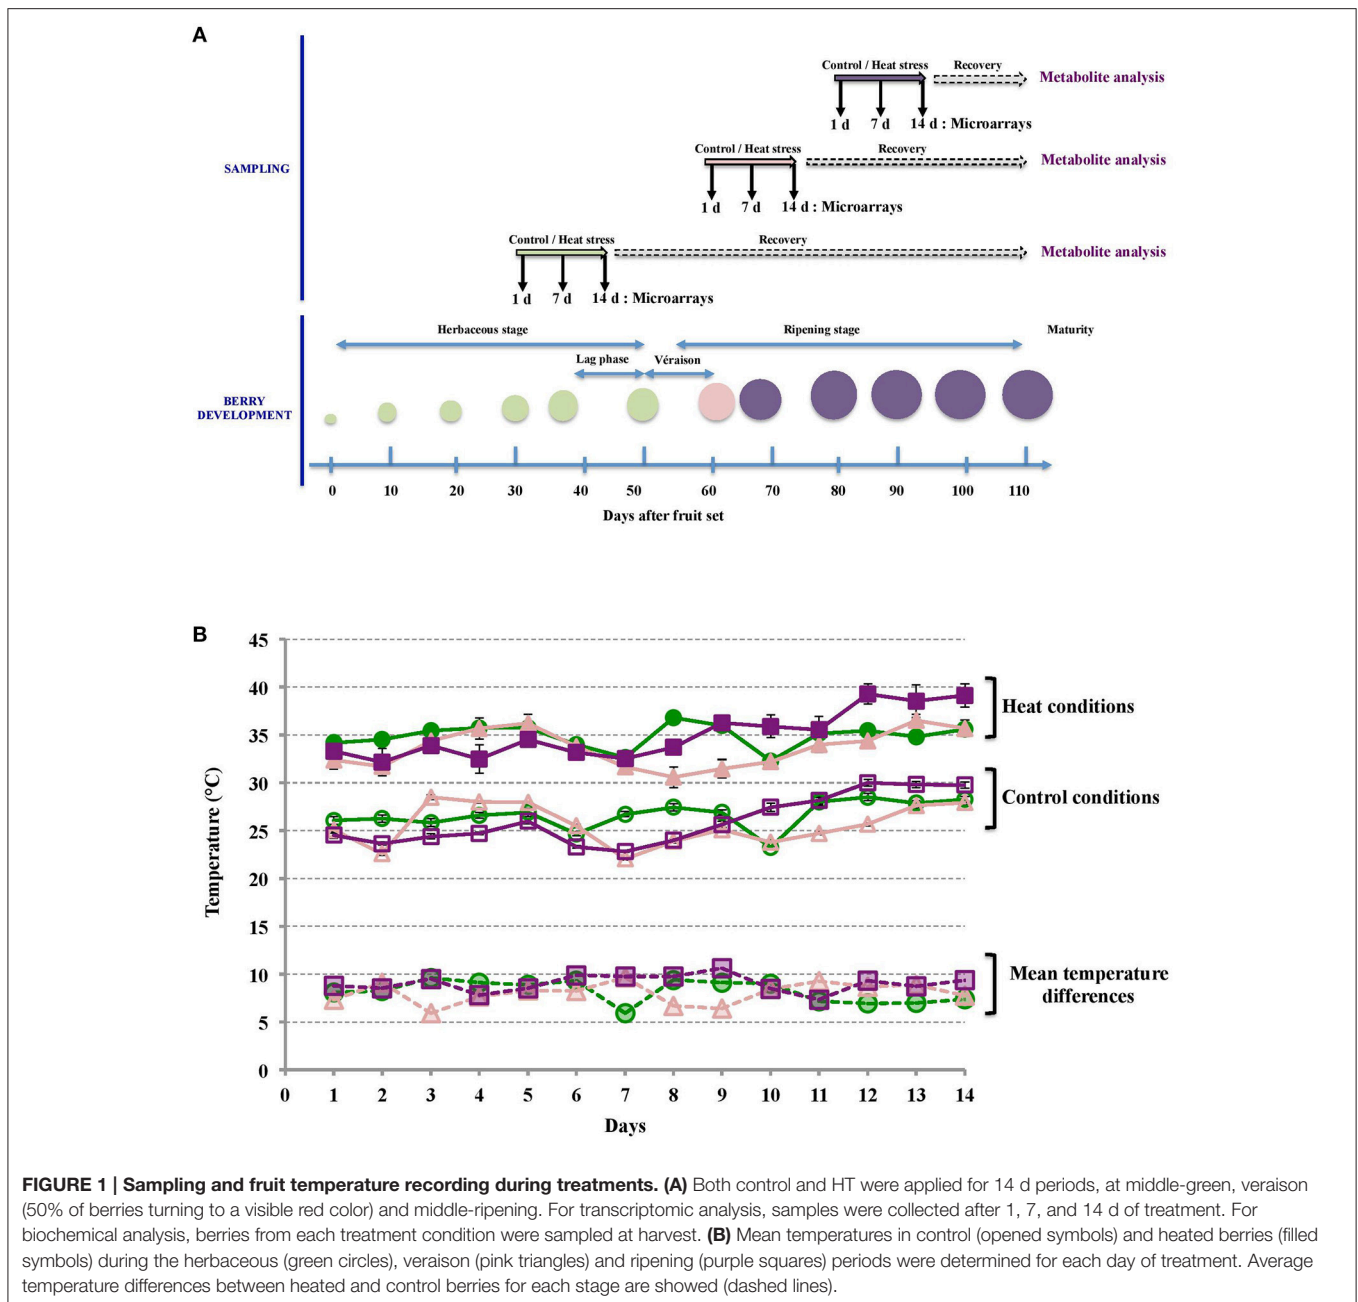 A
Control / Heat stress
Recovery
Metabolite analysis
1 d 7 d 14 d : Microarrays
Control / Heat stress
Recovery
Metabolite analysis
1 d 7 d 14 d : Microarrays
SAMPLING
Control / Heat stress
Recovery
Metabolite analysis
1 d 7 d 14 d : Microarrays
Herbaceous stage
Ripening stage
Maturity
Lag phase
Véraison
BERRY
DEVELOPMENT
0 10 20 30 40 50 60 70 80 90 100 110
Days after fruit set
B
45
40
35
30
25
20
15
10
5
0
Temperature (°C)
Heat conditions
Control conditions
Mean temperature
differences
0 1 2 3 4 5 6 7 8 9 10 11 12 13 14
Days
FIGURE 1 | Sampling and fruit temperature recording during treatments. (A) Both control and HT were applied for 14 d periods, at middle-green, veraison
(50% of berries turning to a visible red color) and middle-ripening. For transcriptomic analysis, samples were collected after 1, 7, and 14 d of treatment. For
biochemical analysis, berries from each treatment condition were sampled at harvest. (B) Mean temperatures in control (opened symbols) and heated berries (filled
symbols) during the herbaceous (green circles), veraison (pink triangles) and ripening (purple squares) periods were determined for each day of treatment. Average
temperature differences between heated and control berries for each stage are showed (dashed lines).